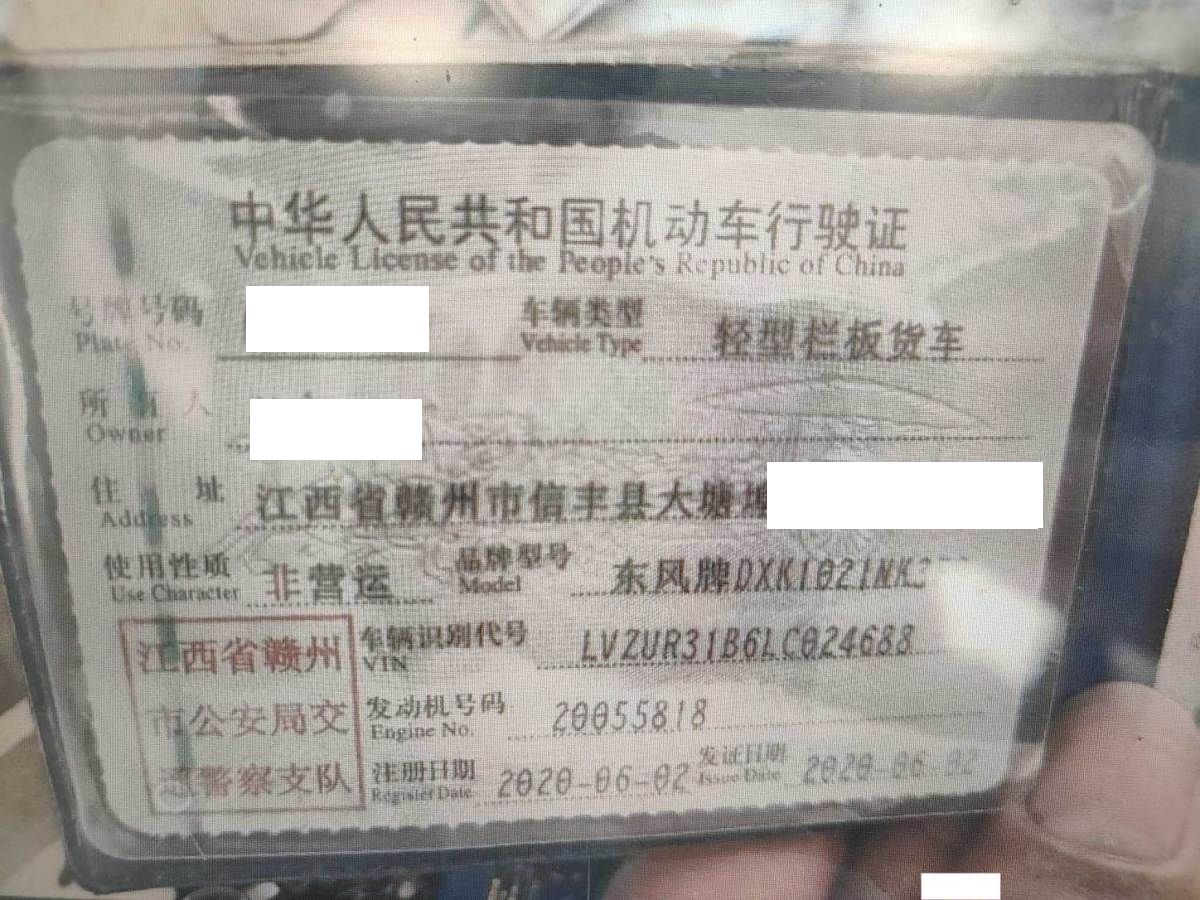 中华人民共和国机动车行驶证
Vehicle License of the People's Republic of China
号牌号码 车辆类型 轻型栏板货车
Plate No. Vehicle Type
所有人
Owner
住址 江西省赣州市信丰县大塘埠
Address
使用性质 非营运 品牌型号 东风牌DXK1021NK
Use Character Model
江西省赣州 车辆识别代号 LVZUR31B6LC024688
VIN
市公安局交 发动机号码 20055818
Engine No.
警察支队 注册日期 2020-06-02 发证日期 2020-06-02
Register Date Issue Date